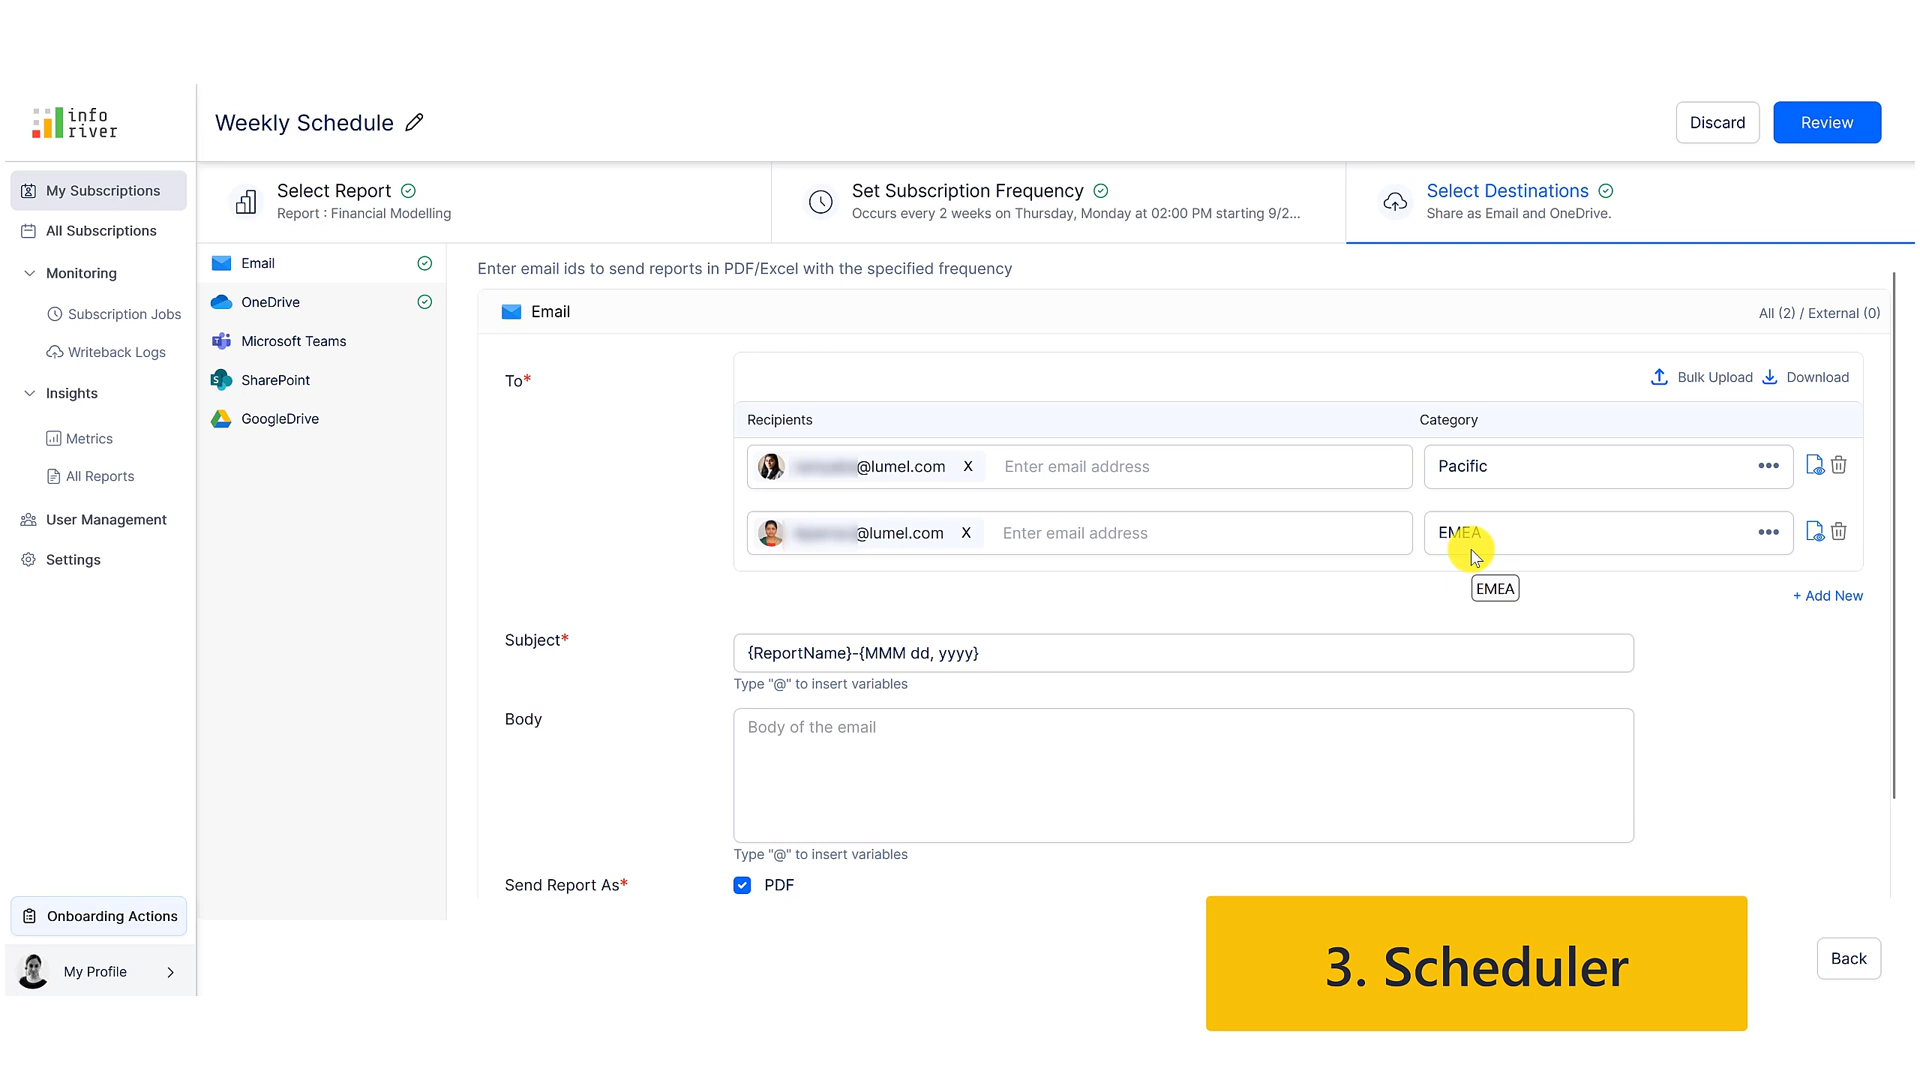 info
river
Weekly Schedule
Discard
Review
My Subscriptions
All Subscriptions
Monitoring
Subscription Jobs
Writeback Logs
Insights
Metrics
All Reports
User Management
Settings
Onboarding Actions
My Profile
Select Report
Report : Financial Modelling
Set Subscription Frequency
Occurs every 2 weeks on Thursday, Monday at 02:00 PM starting 9/2...
Select Destinations
Share as Email and OneDrive.
Email
OneDrive
Microsoft Teams
SharePoint
GoogleDrive
Enter email ids to send reports in PDF/Excel with the specified frequency
Email
All (2) / External (0)
To*
Bulk Upload
Download
Recipients
Category
@lumel.com X Enter email address
Pacific
@lumel.com X Enter email address
EMEA
EMEA
+ Add New
Subject*
{ReportName}-{MMM dd, yyyy}
Type "@" to insert variables
Body
Body of the email
Type "@" to insert variables
Send Report As*
PDF
3. Scheduler
Back